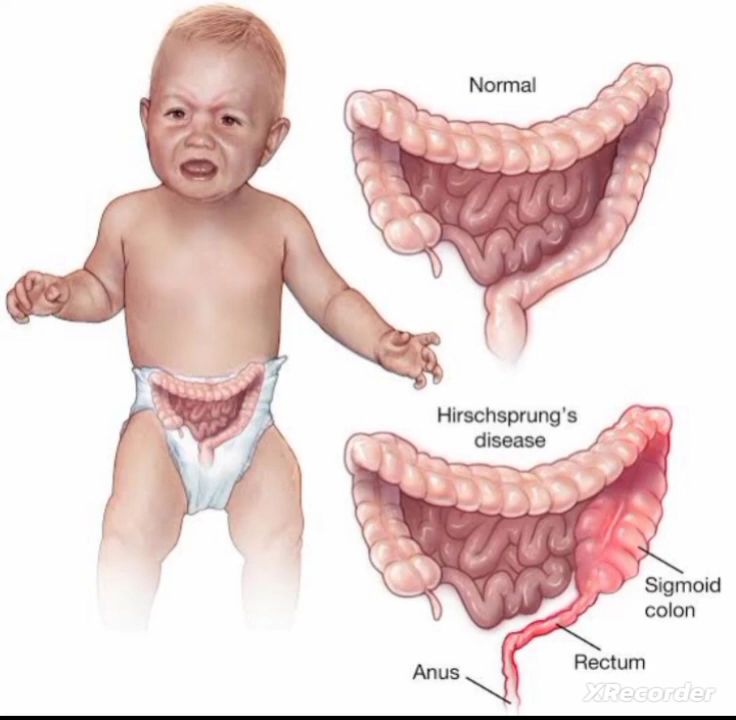 Normal
Hirschsprung's
disease
Sigmoid
colon
Rectum
Anus
XRecorder